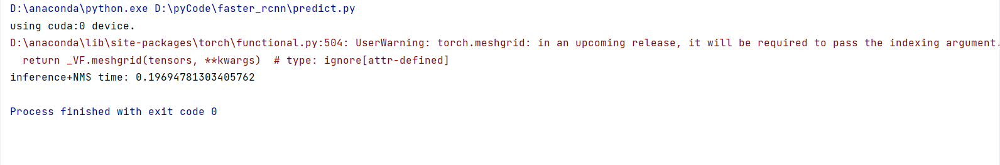 D:\anaconda\python.exe D:\pyCode\faster_rcnn\predict.py
using cuda:0 device.
D:\anaconda\lib\site-packages\torch\functional.py:504: UserWarning: torch.meshgrid: in an upcoming release, it will be required to pass the indexing argument.
  return _VF.meshgrid(tensors, **kwargs)  # type: ignore[attr-defined]
inference+NMS time: 0.19694781303405762
Process finished with exit code 0